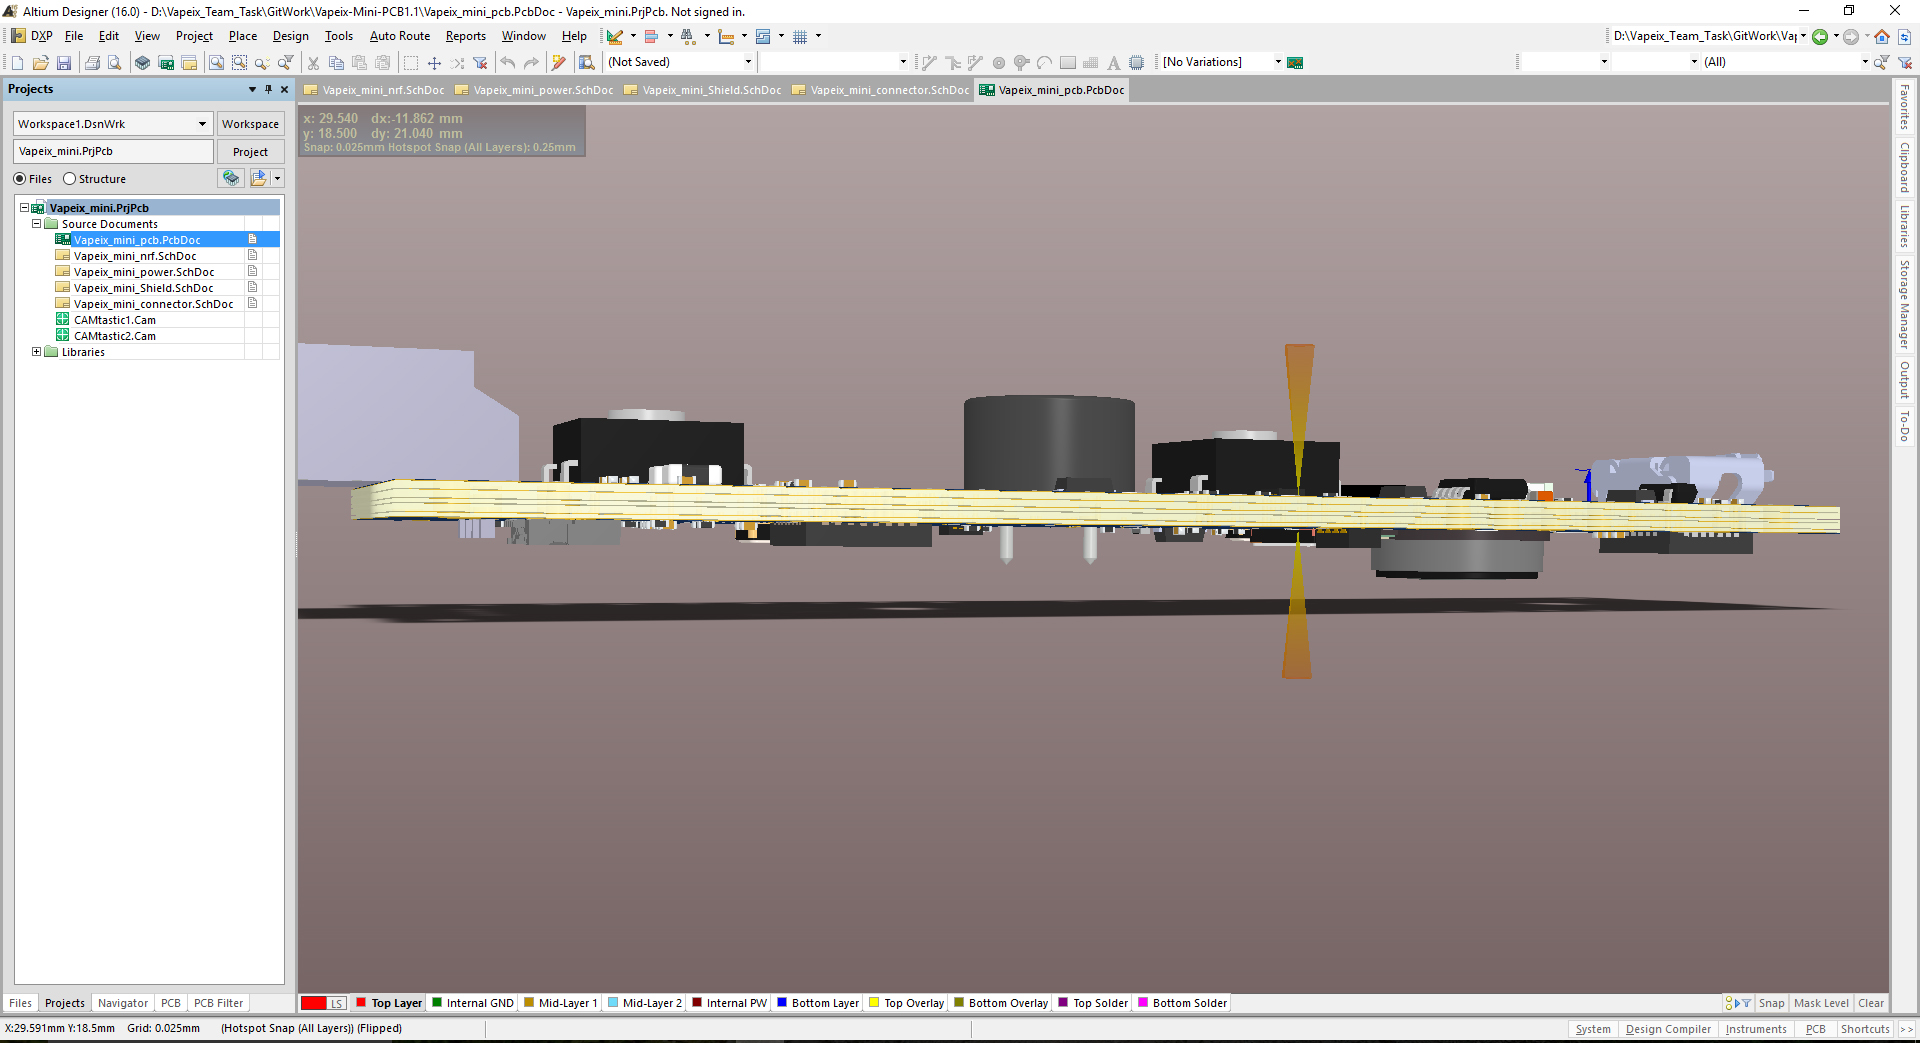 Altium Designer (16.0) - D:\Vapeix_Team_Task\GitWork\Vapeix-Mini-PCB1.1\Vapeix_mini_pcb.PcbDoc - Vapeix_mini.PrjPcb. Not signed in.
DXP File Edit View Project Place Design Tools Auto Route Reports Window Help
D:\Vapeix_Team_Task\GitWork\Va
(Not Saved) [No Variations] (All)
Projects
Vapeix_mini_nrf.SchDoc Vapeix_mini_power.SchDoc Vapeix_mini_Shield.SchDoc Vapeix_mini_connector.SchDoc Vapeix_mini_pcb.PcbDoc
Workspace1.DsnWrk Workspace
Vapeix_mini.PrjPcb Project
Files Structure
Vapeix_mini.PrjPcb
Source Documents
Vapeix_mini_pcb.PcbDoc
Vapeix_mini_nrf.SchDoc
Vapeix_mini_power.SchDoc
Vapeix_mini_Shield.SchDoc
Vapeix_mini_connector.SchDoc
CAMtastic1.Cam
CAMtastic2.Cam
Libraries
x: 29.540 dx:-11.862 mm
y: 18.500 dy: 21.040 mm
Snap: 0.025mm Hotspot Snap (All Layers): 0.25mm
Favorites
Clipboard
Libraries
Storage Manager
Output
To-Do
Files Projects Navigator PCB PCB Filter
LS Top Layer Internal GND Mid-Layer 1 Mid-Layer 2 Internal PW Bottom Layer Top Overlay Bottom Overlay Top Solder Bottom Solder
Snap Mask Level Clear
X:29.591mm Y:18.5mm Grid: 0.025mm (Hotspot Snap (All Layers)) (Flipped)
System Design Compiler Instruments PCB Shortcuts >>